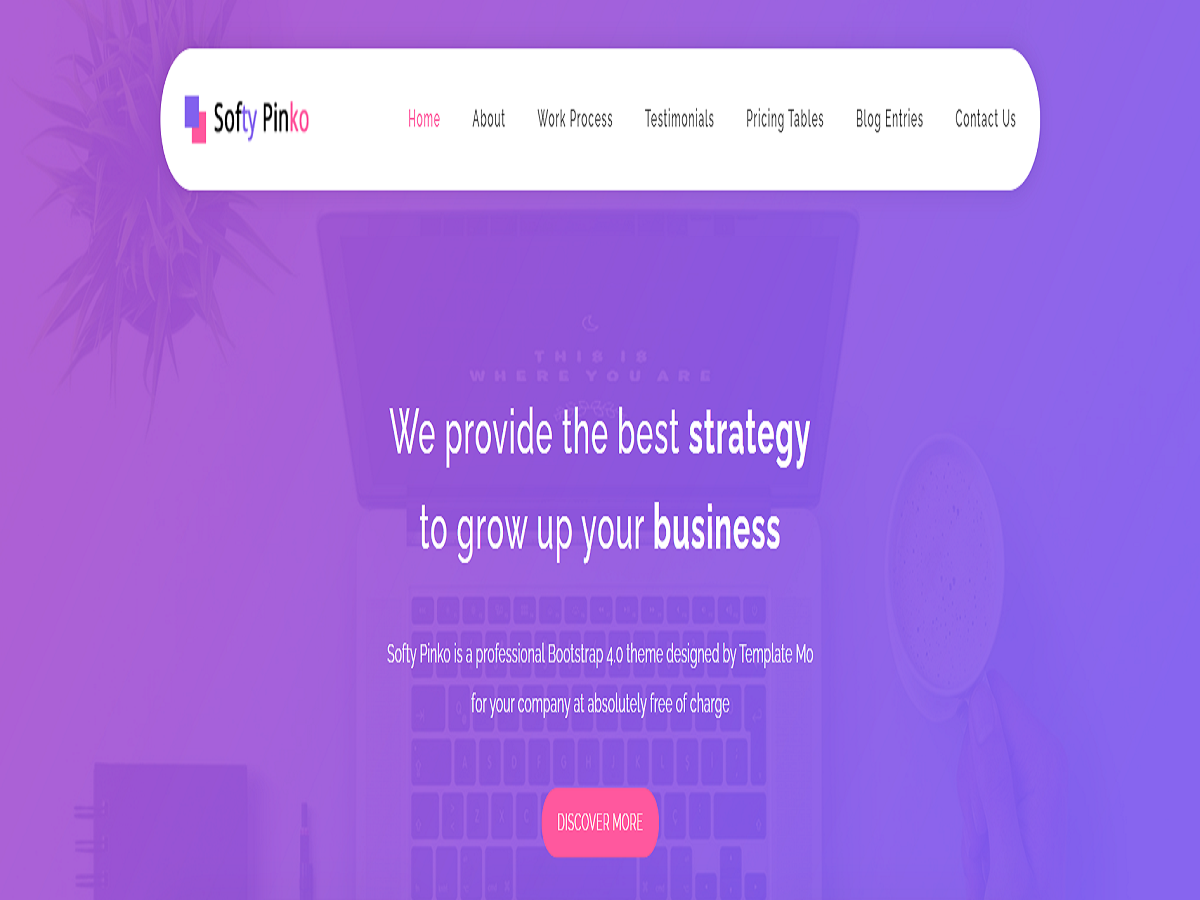 Softy Pinko
Home About Work Process Testimonials Pricing Tables Blog Entries Contact Us
THIS IS
WHERE YOU ARE
We provide the best strategy
to grow up your business
Softy Pinko is a professional Bootstrap 4.0 theme designed by Template Mo
for your company at absolutely free of charge
DISCOVER MORE